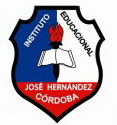 INSTITUTO EDUCACIONAL
JOSÉ HERNÁNDEZ
CÓRDOBA